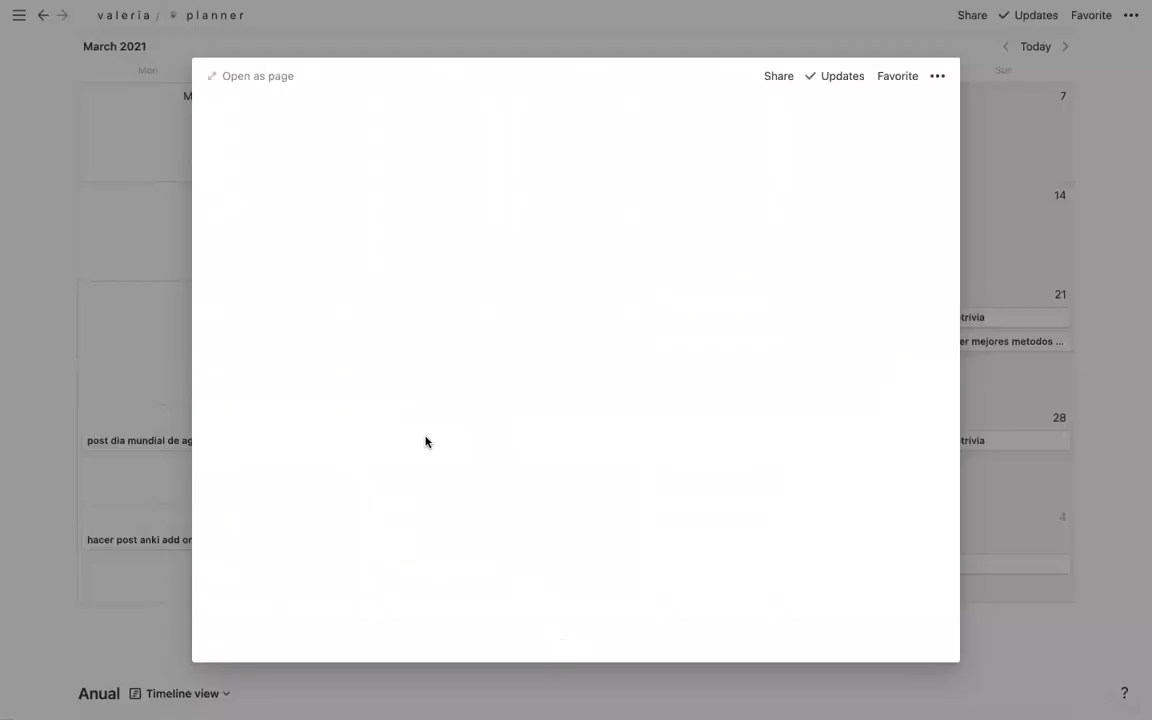 valeria / planner
Share Updates Favorite
March 2021
Today
Mon
Sun
Open as page
Share Updates Favorite
7
14
21
trivia
er mejores metodos ...
28
post dia mundial de ag
trivia
4
hacer post anki add or
Anual Timeline view
?